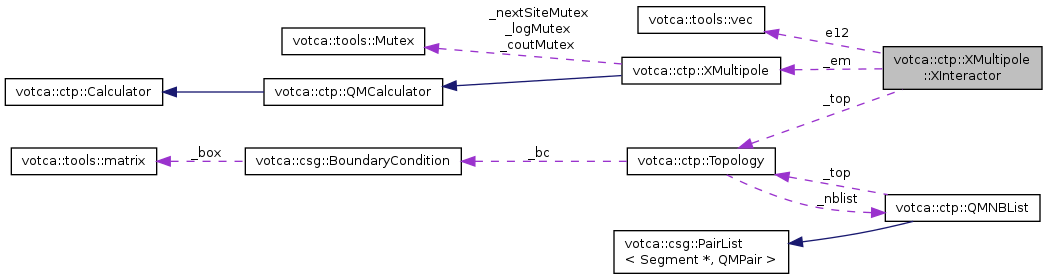 _nextSiteMutex
_logMutex
_coutMutex
votca::tools::vec
votca::tools::Mutex
e12
votca::ctp::XMultipole
::XInteractor
_em
votca::ctp::XMultipole
votca::ctp::Calculator
votca::ctp::QMCalculator
_top
votca::tools::matrix
_box
votca::csg::BoundaryCondition
_bc
votca::ctp::Topology
_top
_nblist
votca::ctp::QMNBList
votca::csg::PairList
< Segment *, QMPair >